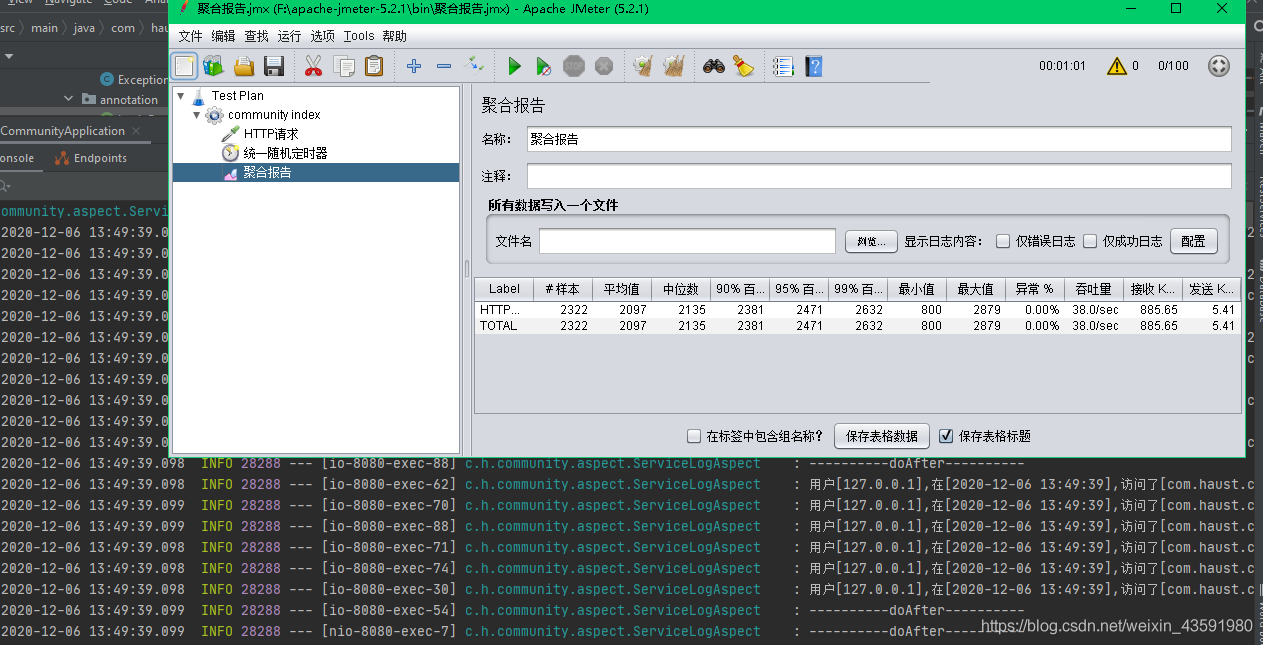 View Navigate Code Analyze
聚合报告.jmx (F:\apache-jmeter-5.2.1\bin\聚合报告.jmx) - Apache JMeter (5.2.1)
src main java com hau
文件 编辑 查找 运行 选项 Tools 帮助
00:01:01 0 0/100
Exception
annotation
CommunityApplication
onsole Endpoints
Test Plan
community index
HTTP请求
统一随机定时器
聚合报告
聚合报告
名称： 聚合报告
注释：
所有数据写入一个文件
文件名 浏览... 显示日志内容： 仅错误日志 仅成功日志 配置
Label # 样本 平均值 中位数 90% 百... 95% 百... 99% 百... 最小值 最大值 异常 % 吞吐量 接收 K... 发送 K...
HTTP... 2322 2097 2135 2381 2471 2632 800 2879 0.00% 38.0/sec 885.65 5.41
TOTAL 2322 2097 2135 2381 2471 2632 800 2879 0.00% 38.0/sec 885.65 5.41
在标签中包含组名称？ 保存表格数据 保存表格标题
ommunity.aspect.Servi
2020-12-06 13:49:39.0
2020-12-06 13:49:39.0
2020-12-06 13:49:39.0
2020-12-06 13:49:39.0
2020-12-06 13:49:39.0
2020-12-06 13:49:39.0
2020-12-06 13:49:39.0
2020-12-06 13:49:39.0
2020-12-06 13:49:39.0
2020-12-06 13:49:39.0
2020-12-06 13:49:39.0
2020-12-06 13:49:39.098 INFO 28288 --- [io-8080-exec-88] c.h.community.aspect.ServiceLogAspect : ----------doAfter----------
2020-12-06 13:49:39.098 INFO 28288 --- [io-8080-exec-62] c.h.community.aspect.ServiceLogAspect : 用户[127.0.0.1],在[2020-12-06 13:49:39],访问了[com.haust.c
2020-12-06 13:49:39.099 INFO 28288 --- [io-8080-exec-70] c.h.community.aspect.ServiceLogAspect : 用户[127.0.0.1],在[2020-12-06 13:49:39],访问了[com.haust.c
2020-12-06 13:49:39.099 INFO 28288 --- [io-8080-exec-88] c.h.community.aspect.ServiceLogAspect : 用户[127.0.0.1],在[2020-12-06 13:49:39],访问了[com.haust.c
2020-12-06 13:49:39.098 INFO 28288 --- [io-8080-exec-71] c.h.community.aspect.ServiceLogAspect : 用户[127.0.0.1],在[2020-12-06 13:49:39],访问了[com.haust.c
2020-12-06 13:49:39.098 INFO 28288 --- [io-8080-exec-74] c.h.community.aspect.ServiceLogAspect : 用户[127.0.0.1],在[2020-12-06 13:49:39],访问了[com.haust.c
2020-12-06 13:49:39.098 INFO 28288 --- [io-8080-exec-30] c.h.community.aspect.ServiceLogAspect : 用户[127.0.0.1],在[2020-12-06 13:49:39],访问了[com.haust.c
2020-12-06 13:49:39.099 INFO 28288 --- [io-8080-exec-54] c.h.community.aspect.ServiceLogAspect : ----------doAfter----------
2020-12-06 13:49:39.099 INFO 28288 --- [nio-8080-exec-7] c.h.community.aspect.ServiceLogAspect : ----------doAfter----------
https://blog.csdn.net/weixin_43591980